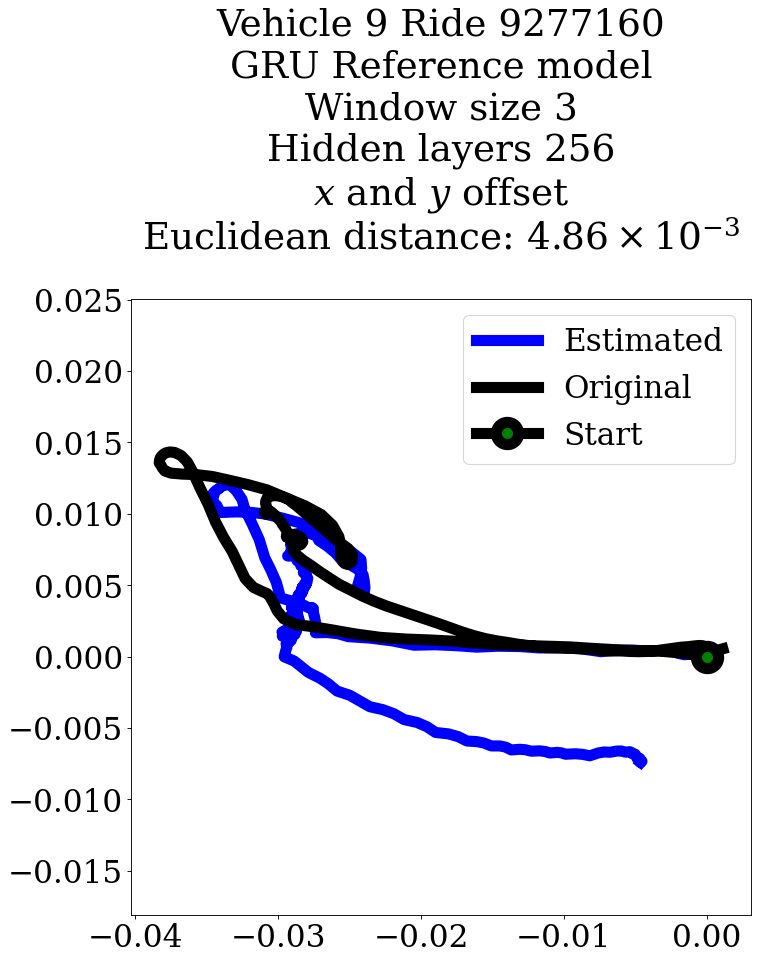 Vehicle 9 Ride 9277160
GRU Reference model
Window size 3
Hidden layers 256
x and y offset
Euclidean distance: 4.86 × 10⁻³
Estimated
Original
Start
0.025
0.020
0.015
0.010
0.005
0.000
−0.005
−0.010
−0.015
−0.04 −0.03 −0.02 −0.01 0.00